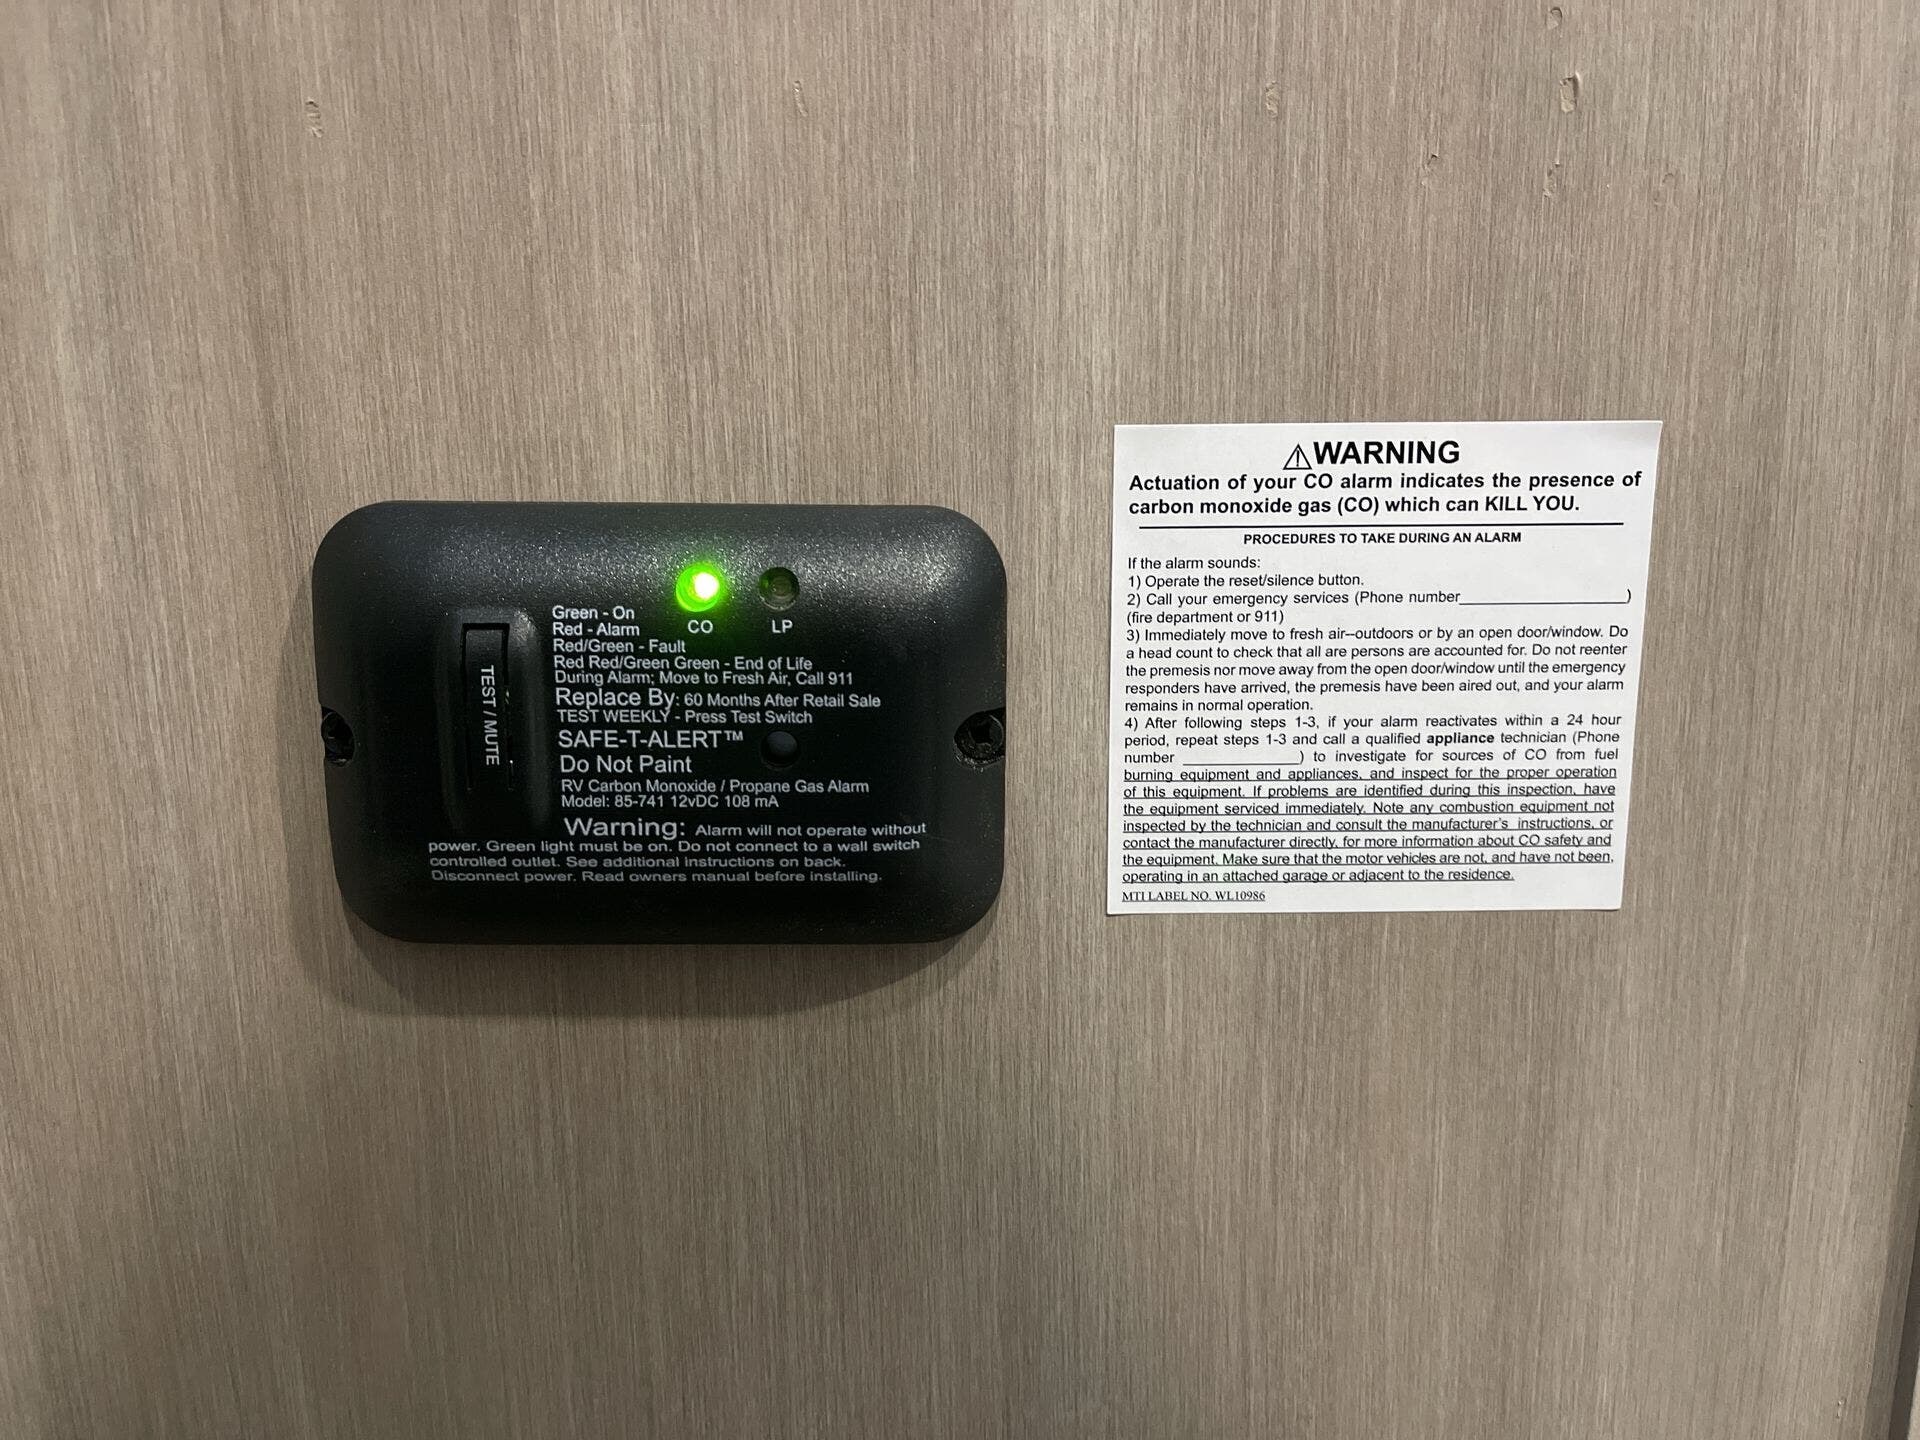 CO LP
Green - On
Red - Alarm
Red/Green - Fault
Red Red/Green Green - End of Life
During Alarm; Move to Fresh Air, Call 911
Replace By: 60 Months After Retail Sale
TEST WEEKLY - Press Test Switch
SAFE-T-ALERT™
Do Not Paint
RV Carbon Monoxide / Propane Gas Alarm
Model: 85-741 12vDC 108 mA
Warning: Alarm will not operate without
power. Green light must be on. Do not connect to a wall switch
controlled outlet. See additional instructions on back.
Disconnect power. Read owners manual before installing.
TEST / MUTE
⚠WARNING
Actuation of your CO alarm indicates the presence of
carbon monoxide gas (CO) which can KILL YOU.
PROCEDURES TO TAKE DURING AN ALARM
If the alarm sounds:
1) Operate the reset/silence button.
2) Call your emergency services (Phone number____________________)
(fire department or 911)
3) Immediately move to fresh air--outdoors or by an open door/window. Do
a head count to check that all are persons are accounted for. Do not reenter
the premesis nor move away from the open door/window until the emergency
responders have arrived, the premesis have been aired out, and your alarm
remains in normal operation.
4) After following steps 1-3, if your alarm reactivates within a 24 hour
period, repeat steps 1-3 and call a qualified appliance technician (Phone
number ______________) to investigate for sources of CO from fuel
burning equipment and appliances, and inspect for the proper operation
of this equipment. If problems are identified during this inspection, have
the equipment serviced immediately. Note any combustion equipment not
inspected by the technician and consult the manufacturer's instructions, or
contact the manufacturer directly, for more information about CO safety and
the equipment. Make sure that the motor vehicles are not, and have not been,
operating in an attached garage or adjacent to the residence.
MTI LABEL NO. WL10986